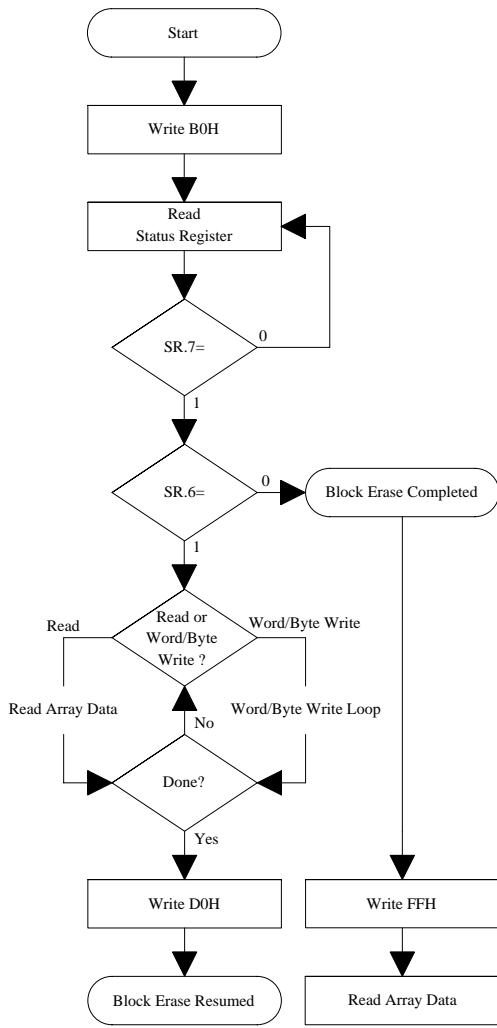 Start
Write B0H
Read
Status Register
SR.7=
0
1
SR.6=
0
Block Erase Completed
1
Read
Read or
Word/Byte
Write ?
Word/Byte Write
Read Array Data
No
Word/Byte Write Loop
Done?
Yes
Write D0H
Write FFH
Block Erase Resumed
Read Array Data